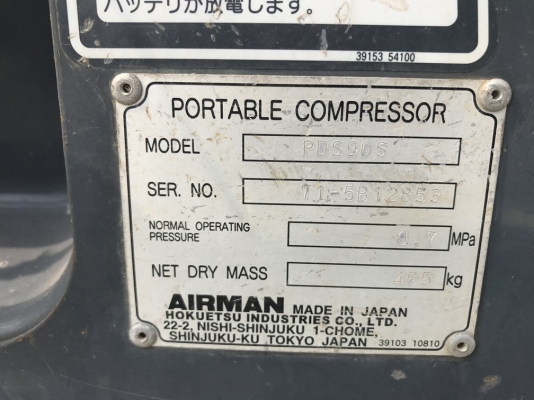 バッテリが放電します。
39153 54100
PORTABLE COMPRESSOR
MODEL PDS90S
SER. NO.
NORMAL OPERATING PRESSURE 0.7 MPa
NET DRY MASS kg
AIRMAN MADE IN JAPAN
HOKUETSU INDUSTRIES CO., LTD.
22-2, NISHI-SHINJUKU 1-CHOME,
SHINJUKU-KU TOKYO JAPAN 39103 10810